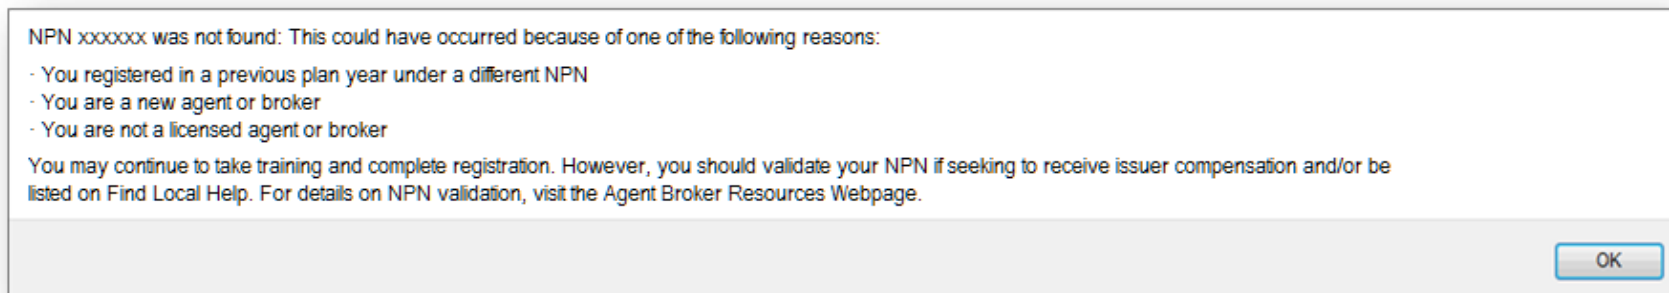 NPN xxxxxx was not found: This could have occurred because of one of the following reasons:
· You registered in a previous plan year under a different NPN
· You are a new agent or broker
· You are not a licensed agent or broker
You may continue to take training and complete registration. However, you should validate your NPN if seeking to receive issuer compensation and/or be
listed on Find Local Help. For details on NPN validation, visit the Agent Broker Resources Webpage.
OK